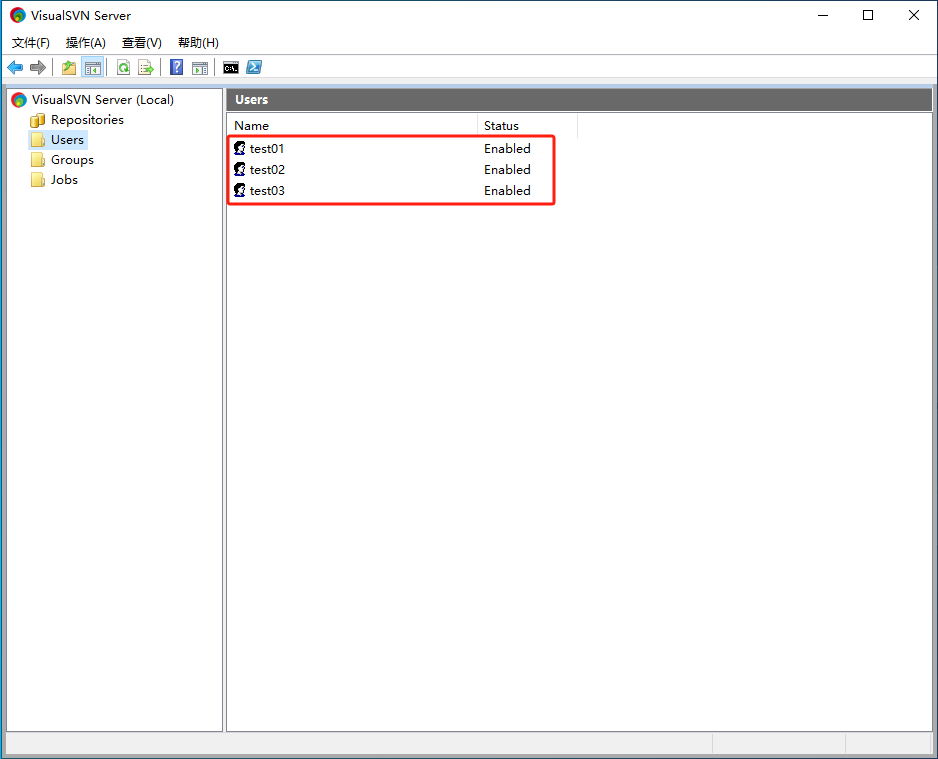 VisualSVN Server
文件(F) 操作(A) 查看(V) 帮助(H)
VisualSVN Server (Local)
Repositories
Users
Groups
Jobs
Users
Name Status
test01 Enabled
test02 Enabled
test03 Enabled